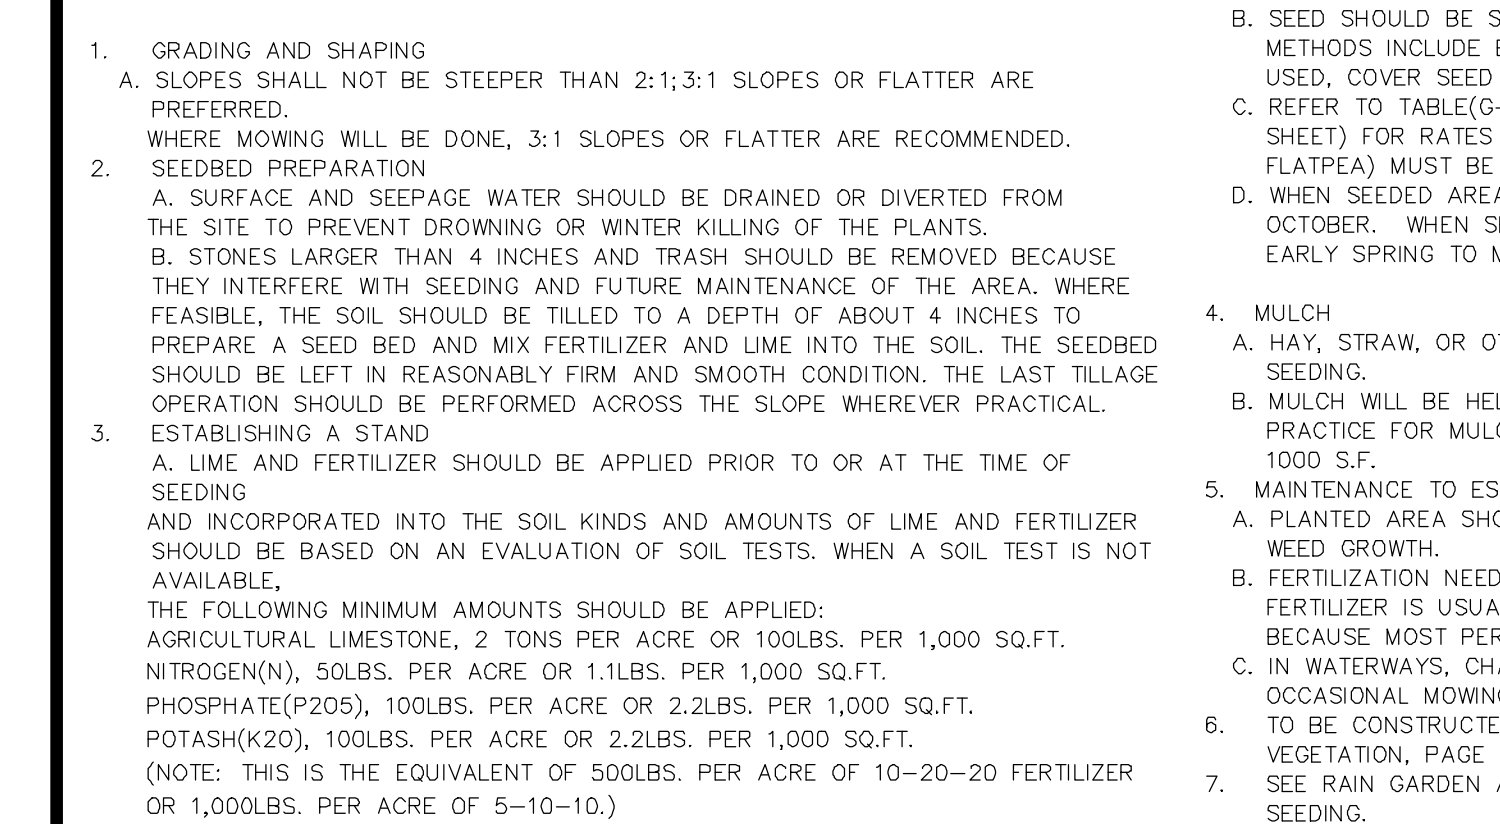 1. GRADING AND SHAPING
A. SLOPES SHALL NOT BE STEEPER THAN 2:1;3:1 SLOPES OR FLATTER ARE
PREFERRED.
WHERE MOWING WILL BE DONE, 3:1 SLOPES OR FLATTER ARE RECOMMENDED.
2. SEEDBED PREPARATION
A. SURFACE AND SEEPAGE WATER SHOULD BE DRAINED OR DIVERTED FROM
THE SITE TO PREVENT DROWNING OR WINTER KILLING OF THE PLANTS.
B. STONES LARGER THAN 4 INCHES AND TRASH SHOULD BE REMOVED BECAUSE
THEY INTERFERE WITH SEEDING AND FUTURE MAINTENANCE OF THE AREA. WHERE
FEASIBLE, THE SOIL SHOULD BE TILLED TO A DEPTH OF ABOUT 4 INCHES TO
PREPARE A SEED BED AND MIX FERTILIZER AND LIME INTO THE SOIL. THE SEEDBED
SHOULD BE LEFT IN REASONABLY FIRM AND SMOOTH CONDITION. THE LAST TILLAGE
OPERATION SHOULD BE PERFORMED ACROSS THE SLOPE WHEREVER PRACTICAL.
3. ESTABLISHING A STAND
A. LIME AND FERTILIZER SHOULD BE APPLIED PRIOR TO OR AT THE TIME OF
SEEDING
AND INCORPORATED INTO THE SOIL KINDS AND AMOUNTS OF LIME AND FERTILIZER
SHOULD BE BASED ON AN EVALUATION OF SOIL TESTS. WHEN A SOIL TEST IS NOT
AVAILABLE,
THE FOLLOWING MINIMUM AMOUNTS SHOULD BE APPLIED:
AGRICULTURAL LIMESTONE, 2 TONS PER ACRE OR 100LBS. PER 1,000 SQ.FT.
NITROGEN(N), 50LBS. PER ACRE OR 1.1LBS. PER 1,000 SQ.FT.
PHOSPHATE(P2O5), 100LBS. PER ACRE OR 2.2LBS. PER 1,000 SQ.FT.
POTASH(K2O), 100LBS. PER ACRE OR 2.2LBS. PER 1,000 SQ.FT.
(NOTE: THIS IS THE EQUIVALENT OF 500LBS. PER ACRE OF 10-20-20 FERTILIZER
OR 1,000LBS. PER ACRE OF 5-10-10.)
B. SEED SHOULD BE
METHODS INCLUDE
USED, COVER SEED
C. REFER TO TABLE(G-
SHEET) FOR RATES
FLATPEA) MUST BE
D. WHEN SEEDED
OCTOBER. WHEN
EARLY SPRING TO
4. MULCH
A. HAY, STRAW, OR
SEEDING.
B. MULCH WILL BE
PRACTICE FOR
1000 S.F.
5. MAINTENANCE TO
A. PLANTED AREA
WEED GROWTH.
B. FERTILIZATION
FERTILIZER IS
BECAUSE MOST
C. IN WATERWAYS,
OCCASIONAL
6. TO BE
VEGETATION, PAGE
7. SEE RAIN GARDEN
SEEDING.